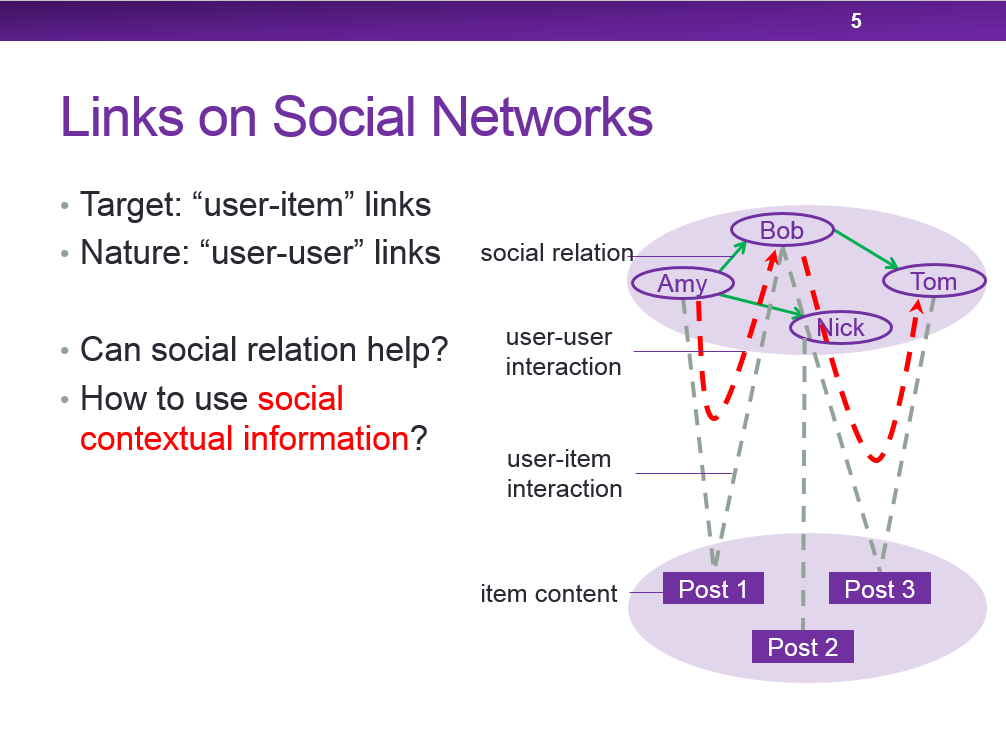 5
Links on Social Networks
• Target: “user-item” links
• Nature: “user-user” links
• Can social relation help?
• How to use social
contextual information?
social relation
user-user
interaction
user-item
interaction
item content
Bob
Amy
Tom
Nick
Post 1
Post 3
Post 2